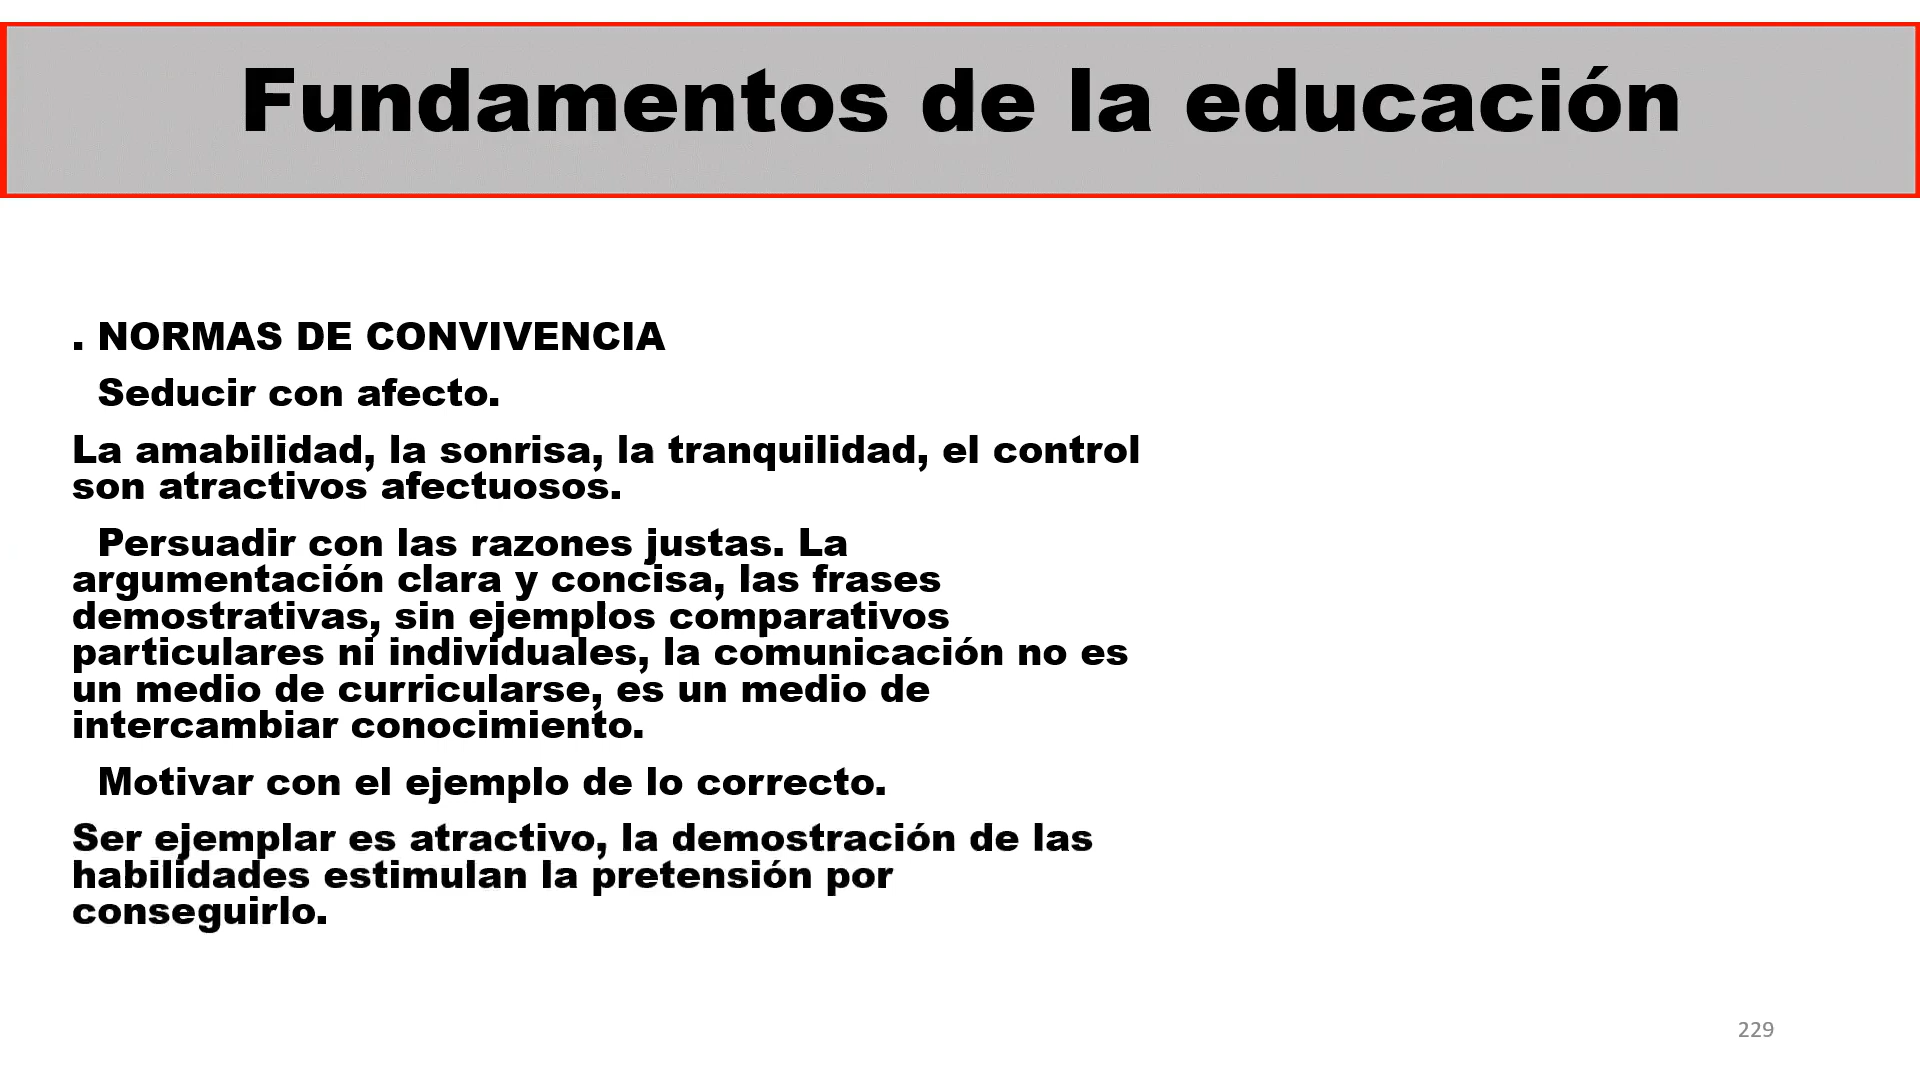 Fundamentos de la educación
. NORMAS DE CONVIVENCIA
Seducir con afecto.
La amabilidad, la sonrisa, la tranquilidad, el control
son atractivos afectuosos.
Persuadir con las razones justas. La
argumentación clara y concisa, las frases
demostrativas, sin ejemplos comparativos
particulares ni individuales, la comunicación no es
un medio de curricularse, es un medio de
intercambiar conocimiento.
Motivar con el ejemplo de lo correcto.
Ser ejemplar es atractivo, la demostración de las
habilidades estimulan la pretensión por
conseguirlo.
229